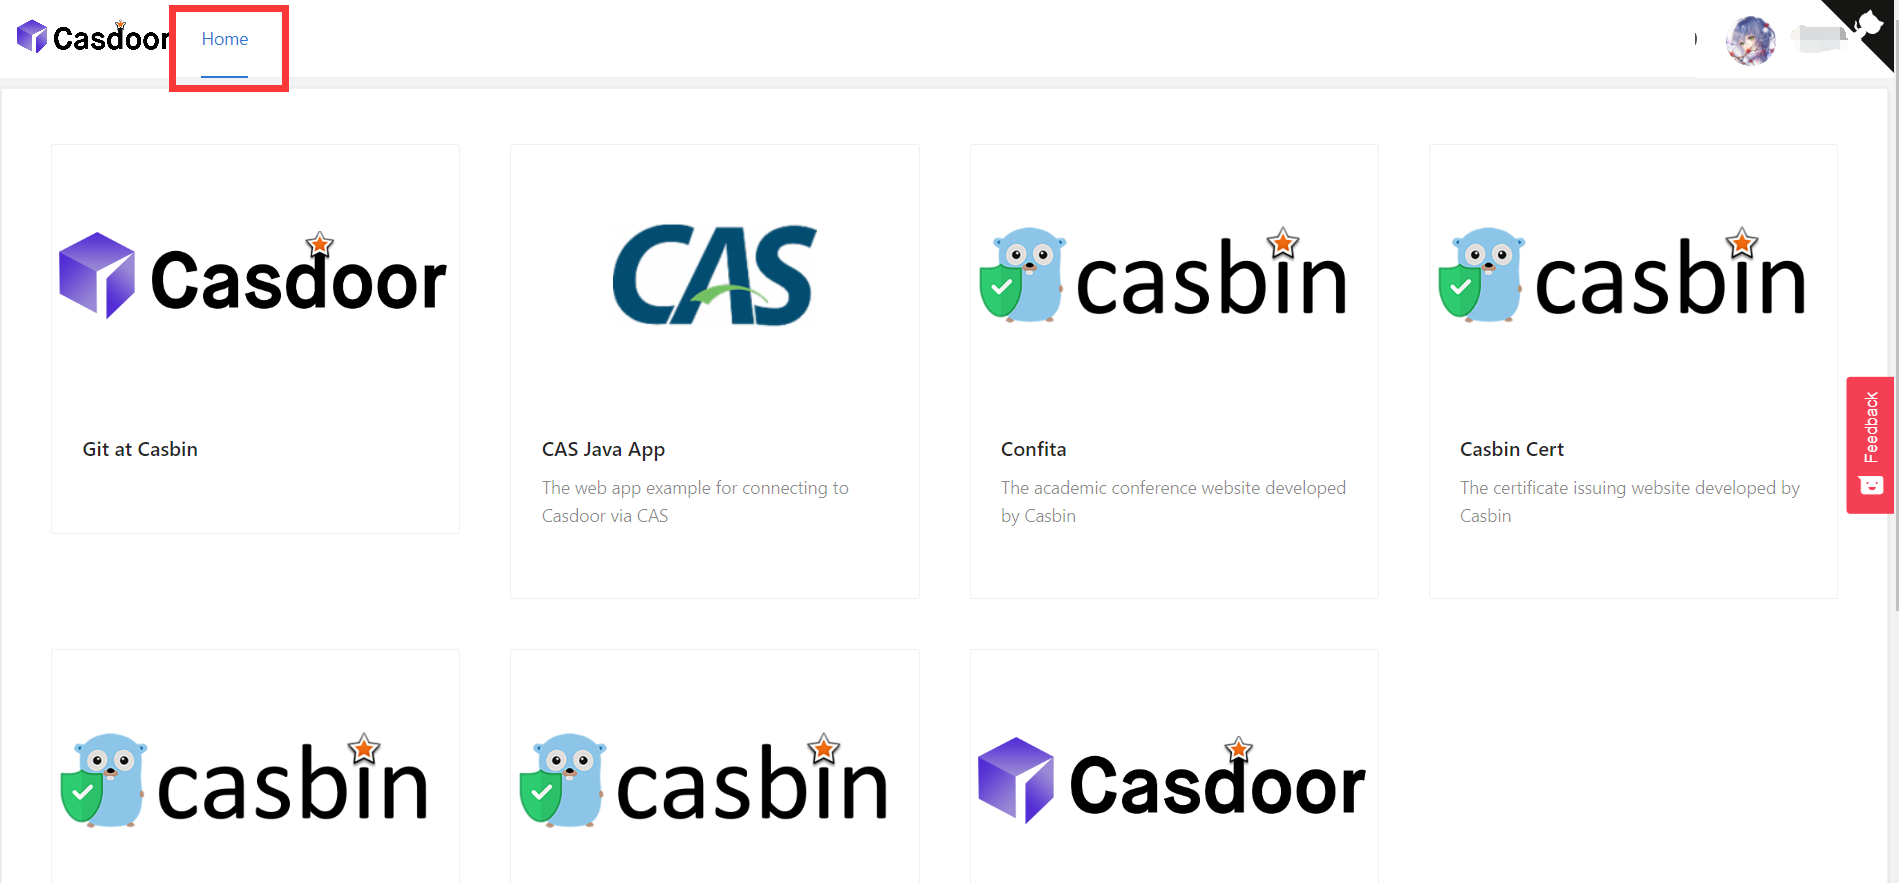 Casdoor
Home
Casdoor
CAS
casbin
casbin
Git at Casbin
CAS Java App
The web app example for connecting to
Casdoor via CAS
Confita
The academic conference website developed
by Casbin
Casbin Cert
The certificate issuing website developed by
Casbin
Feedback
casbin
casbin
Casdoor